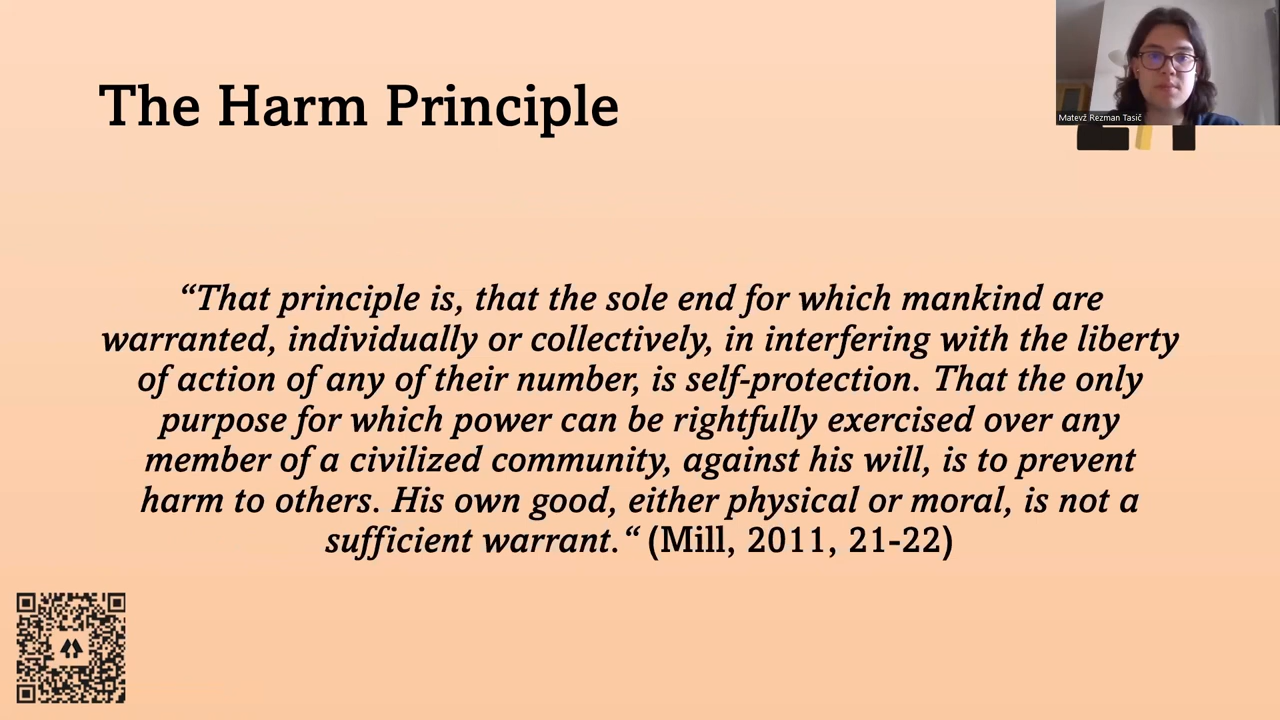 The Harm Principle
Matevž Rezman Tasič
“That principle is, that the sole end for which mankind are
warranted, individually or collectively, in interfering with the liberty
of action of any of their number, is self-protection. That the only
purpose for which power can be rightfully exercised over any
member of a civilized community, against his will, is to prevent
harm to others. His own good, either physical or moral, is not a
sufficient warrant.“ (Mill, 2011, 21-22)